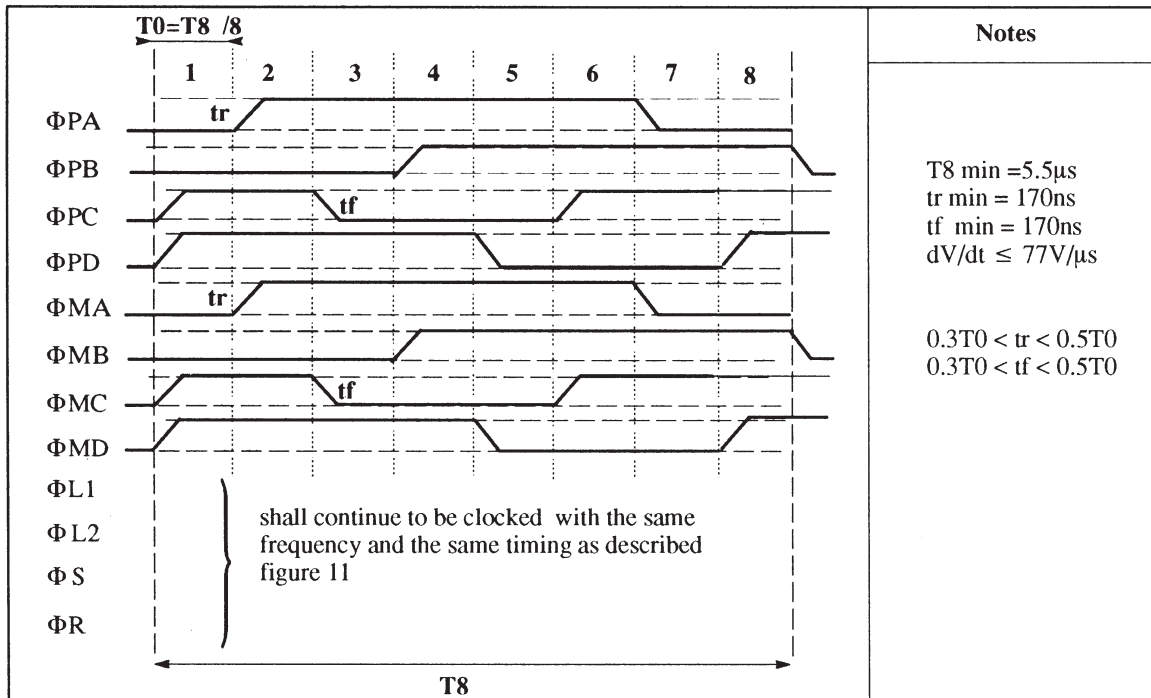 T0=T8 /8
Notes
1 2 3 4 5 6 7 8
tr
ΦPA
ΦPB
ΦPC
tf
ΦPD
tr
ΦMA
ΦMB
ΦMC
tf
ΦMD
ΦL1
ΦL2
ΦS
ΦR
shall continue to be clocked with the same
frequency and the same timing as described
figure 11
T8
T8 min =5.5µs
tr min = 170ns
tf min = 170ns
dV/dt ≤ 77V/µs
0.3T0 < tr < 0.5T0
0.3T0 < tf < 0.5T0